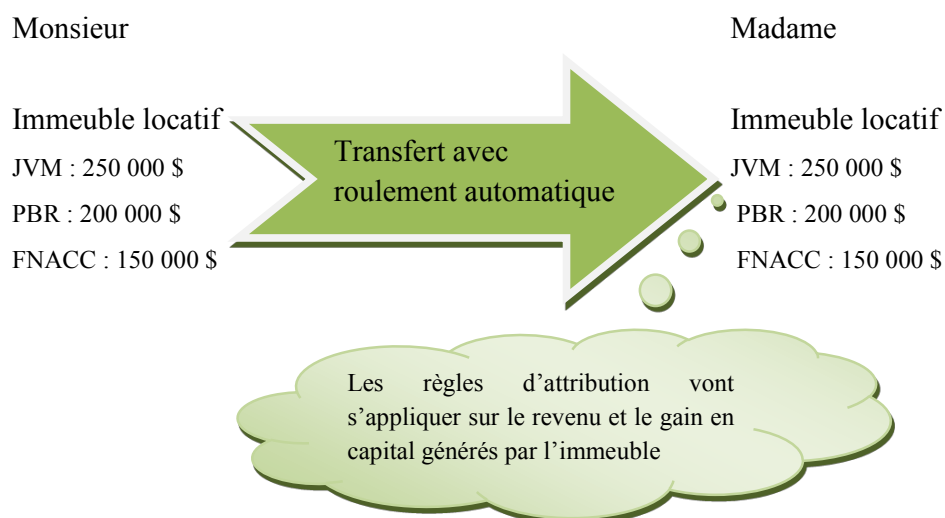 Monsieur
Immeuble locatif
JVM : 250 000 $
PBR : 200 000 $
FNACC : 150 000 $
Transfert avec
roulement automatique
Madame
Immeuble locatif
JVM : 250 000 $
PBR : 200 000 $
FNACC : 150 000 $
Les règles d’attribution vont
s’appliquer sur le revenu et le gain en
capital générés par l’immeuble